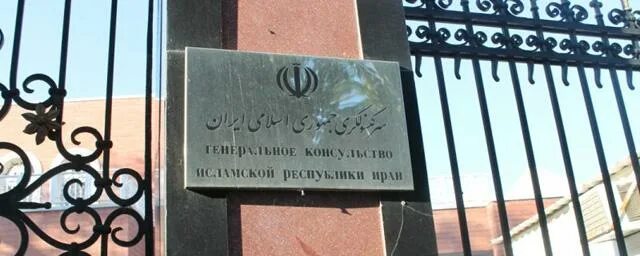 سرکنسولگری جمهوری اسلامی ایران
ГЕНЕРАЛЬНОЕ КОНСУЛЬСТВО
ИСЛАМСКОЙ РЕСПУБЛИКИ ИРАН